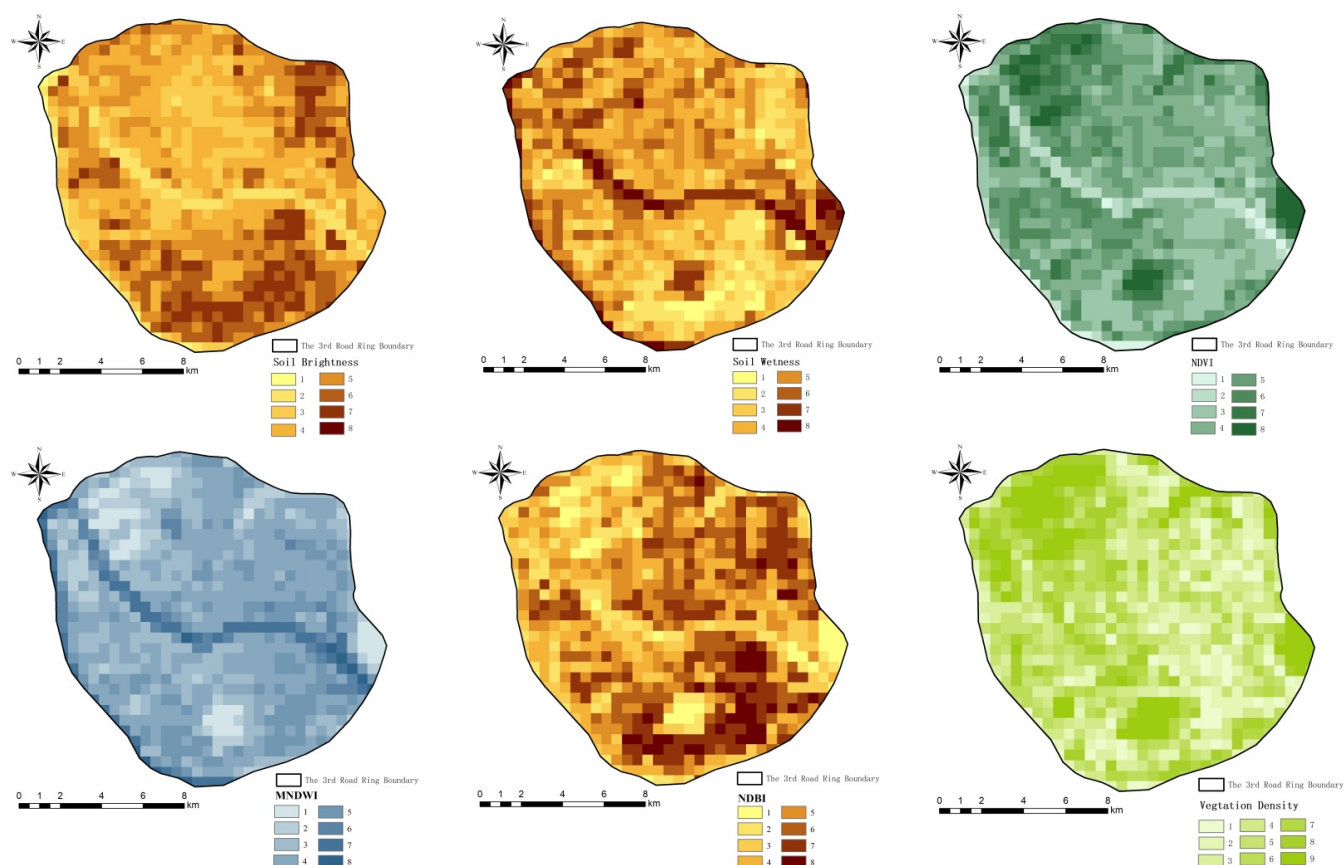 N
W E
S
N
W E
S
N
W E
S
The 3rd Road Ring Boundary
Soil Brightness
1 5
2 6
3 7
4 8
0 1 2 4 6 8
km
The 3rd Road Ring Boundary
Soil Wetness
1 5
2 6
3 7
4 8
0 1 2 4 6 8
km
The 3rd Road Ring Boundary
NDVI
1 5
2 6
3 7
4 8
0 1 2 4 6 8
km
N
W E
S
N
W E
S
N
W E
S
The 3rd Road Ring Boundary
MNDWI
1 5
2 6
3 7
4 8
0 1 2 4 6 8
km
The 3rd Road Ring Boundary
NDBI
1 5
2 6
3 7
4 8
0 1 2 4 6 8
km
The 3rd Road Ring Boundary
Vegtation Density
1 4 7
2 5 8
3 6 9
0 1 2 4 6 8
km